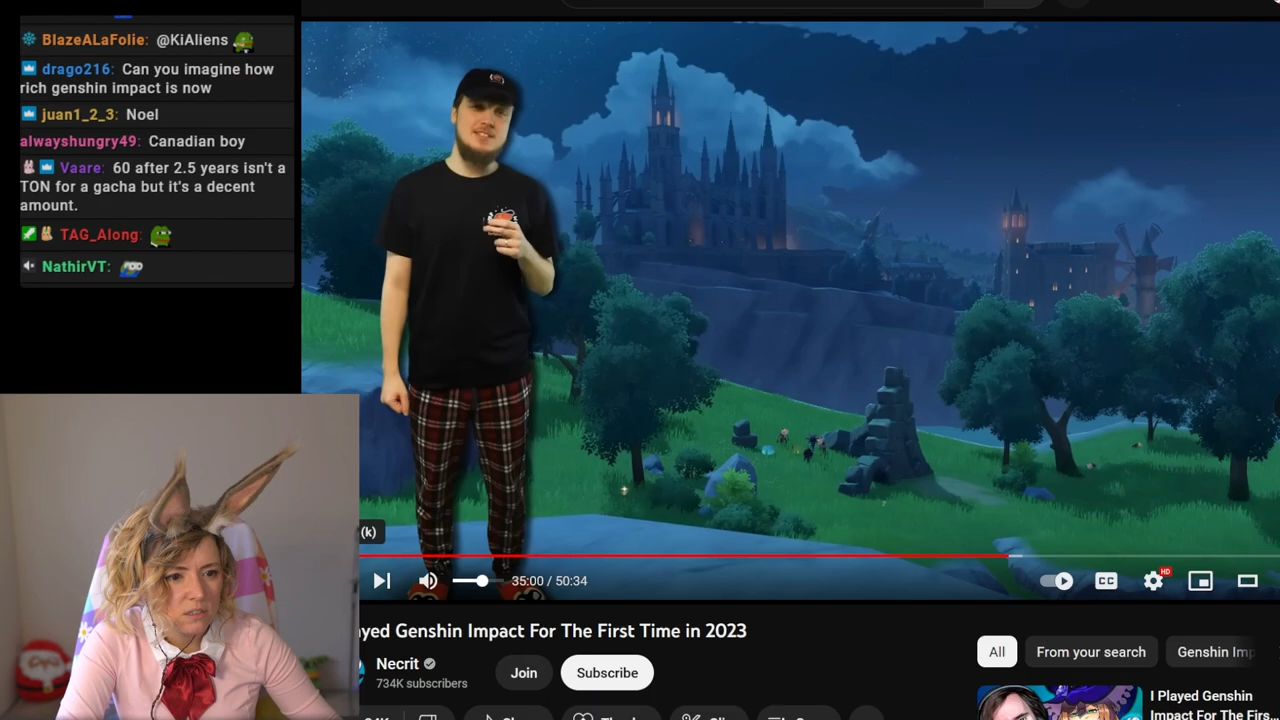 BlazeALaFolie: @KiAliens
drago216: Can you imagine how
rich genshin impact is now
juan1_2_3: Noel
alwayshungry49: Canadian boy
Vaare: 60 after 2.5 years isn't a
TON for a gacha but it's a decent
amount.
TAG_Along:
NathirVT:
(k)
35:00 / 50:34
CC
HD
yed Genshin Impact For The First Time in 2023
Necrit
734K subscribers
Join
Subscribe
All
From your search
Genshin Imp
I Played Genshin
Impact For The Fire